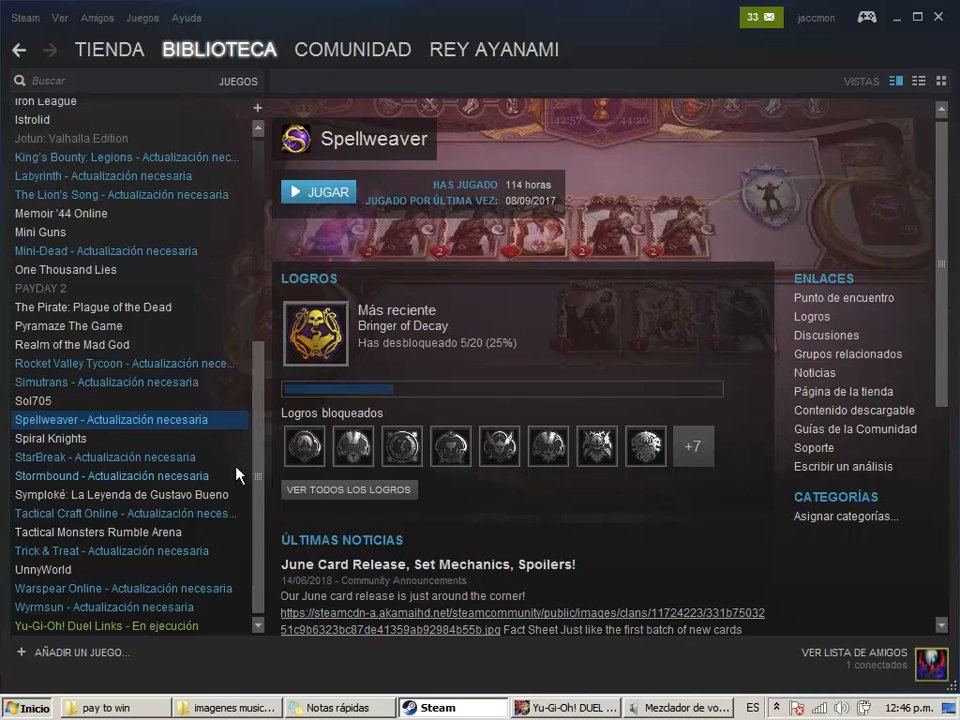 Steam Ver Amigos Juegos Ayuda 33 jaccmon
TIENDA BIBLIOTECA COMUNIDAD REY AYANAMI
Buscar JUEGOS VISTAS
Iron League
Istrolid
Jotun: Valhalla Edition
King's Bounty: Legions - Actualización nec...
Labyrinth - Actualización necesaria
The Lion's Song - Actualización necesaria
Memoir '44 Online
Mini Guns
Mini-Dead - Actualización necesaria
One Thousand Lies
PAYDAY 2
The Pirate: Plague of the Dead
Pyramaze The Game
Realm of the Mad God
Rocket Valley Tycoon - Actualización nece...
Simutrans - Actualización necesaria
Sol705
Spellweaver - Actualización necesaria
Spiral Knights
StarBreak - Actualización necesaria
Stormbound - Actualización necesaria
Symploké: La Leyenda de Gustavo Bueno
Tactical Craft Online - Actualización neces...
Tactical Monsters Rumble Arena
Trick & Treat - Actualización necesaria
UnnyWorld
Warspear Online - Actualización necesaria
Wyrmsun - Actualización necesaria
Yu-Gi-Oh! Duel Links - En ejecución
42:57 44:26
Spellweaver
JUGAR
HAS JUGADO 114 horas
JUGADO POR ÚLTIMA VEZ: 08/09/2017
2 2 2 2 2 2
LOGROS
Más reciente
Bringer of Decay
Has desbloqueado 5/20 (25%)
Logros bloqueados
+7
VER TODOS LOS LOGROS
ÚLTIMAS NOTICIAS
June Card Release, Set Mechanics, Spoilers!
14/06/2018 - Community Announcements
Our June card release is just around the corner!
https://steamcdn-a.akamaihd.net/steamcommunity/public/images/clans/11724223/331b75032
51c9b6323bc87de41359ab92984b55b.jpg Fact Sheet Just like the first batch of new cards
ENLACES
Punto de encuentro
Logros
Discusiones
Grupos relacionados
Noticias
Página de la tienda
Contenido descargable
Guías de la Comunidad
Soporte
Escribir un análisis
CATEGORÍAS
Asignar categorías...
+ AÑADIR UN JUEGO...
VER LISTA DE AMIGOS
1 conectados
Inicio pay to win imagenes music... Notas rápidas Steam Yu-Gi-Oh! DUEL ... Mezclador de vo... ES 12:46 p.m.